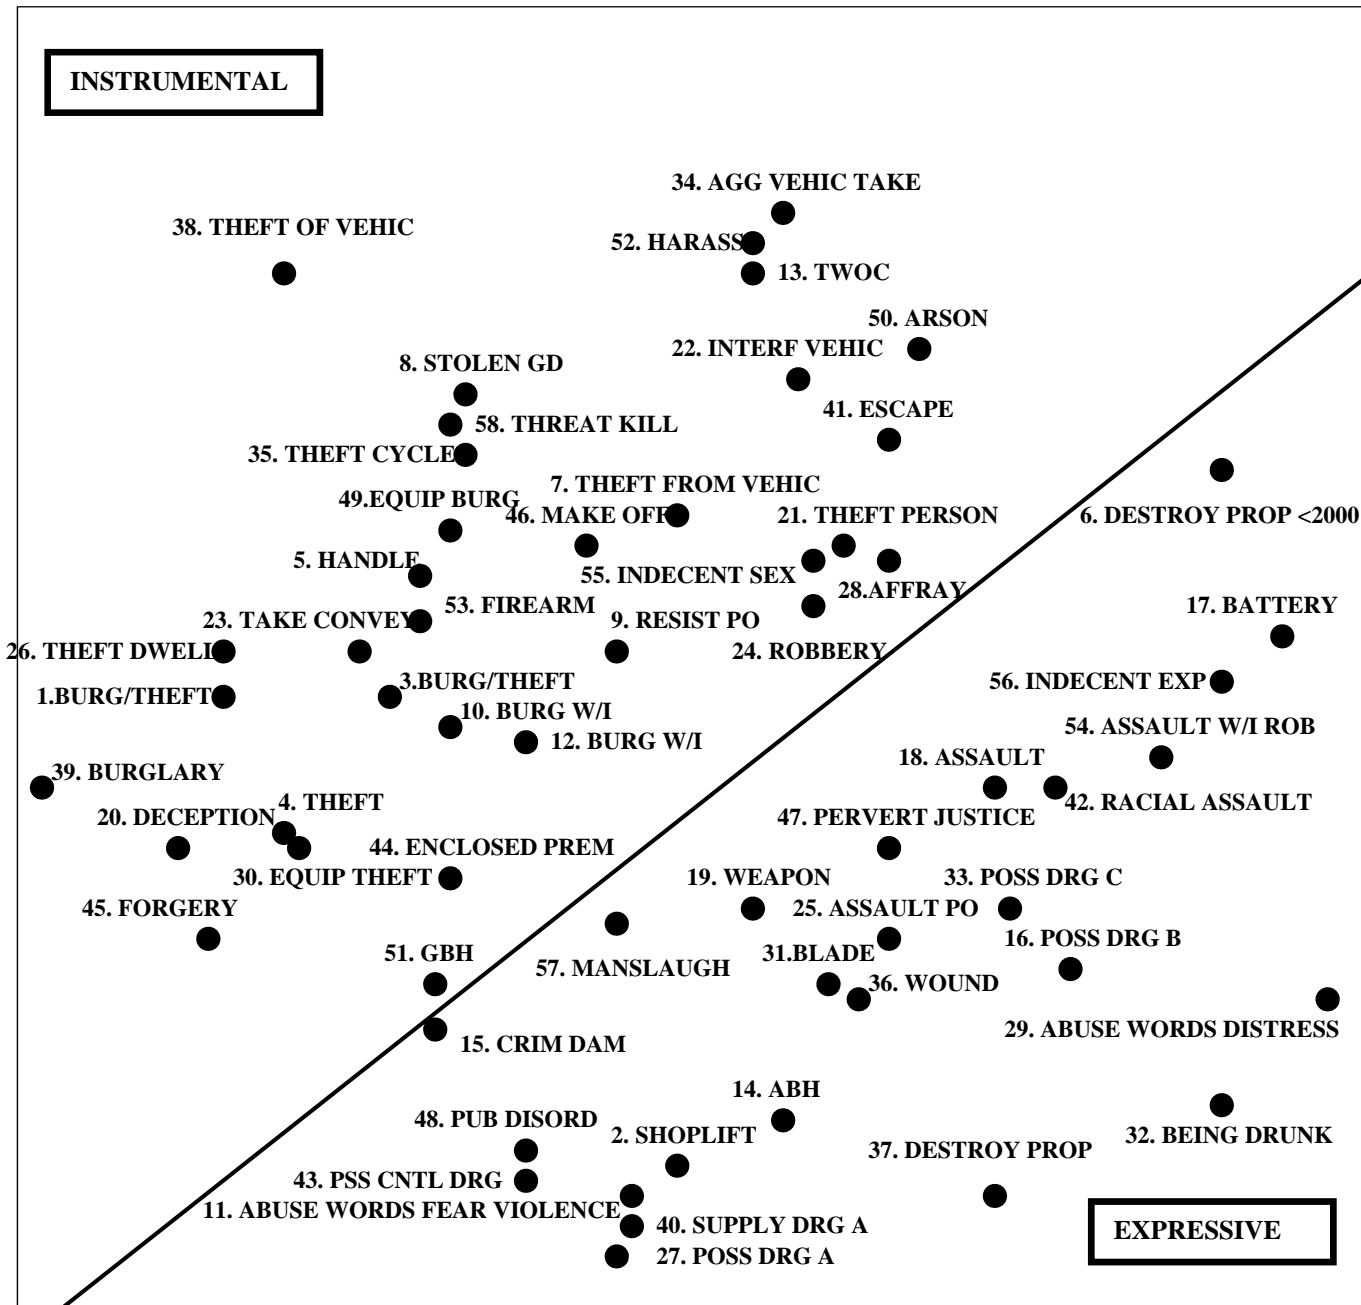 INSTRUMENTAL
34. AGG VEHIC TAKE
38. THEFT OF VEHIC
52. HARASS
13. TWOC
50. ARSON
22. INTERF VEHIC
8. STOLEN GD
41. ESCAPE
58. THREAT KILL
35. THEFT CYCLE
7. THEFT FROM VEHIC
49.EQUIP BURG
46. MAKE OFF
21. THEFT PERSON
6. DESTROY PROP <2000
5. HANDLE
55. INDECENT SEX
28.AFFRAY
53. FIREARM
23. TAKE CONVEY
9. RESIST PO
17. BATTERY
26. THEFT DWELL
24. ROBBERY
3.BURG/THEFT
56. INDECENT EXP
1.BURG/THEFT
10. BURG W/I
54. ASSAULT W/I ROB
12. BURG W/I
18. ASSAULT
39. BURGLARY
4. THEFT
42. RACIAL ASSAULT
20. DECEPTION
47. PERVERT JUSTICE
44. ENCLOSED PREM
30. EQUIP THEFT
19. WEAPON
33. POSS DRG C
45. FORGERY
25. ASSAULT PO
16. POSS DRG B
51. GBH
31.BLADE
57. MANSLAUGH
36. WOUND
29. ABUSE WORDS DISTRESS
15. CRIM DAM
14. ABH
48. PUB DISORD
2. SHOPLIFT
32. BEING DRUNK
37. DESTROY PROP
43. PSS CNTL DRG
11. ABUSE WORDS FEAR VIOLENCE
40. SUPPLY DRG A
EXPRESSIVE
27. POSS DRG A